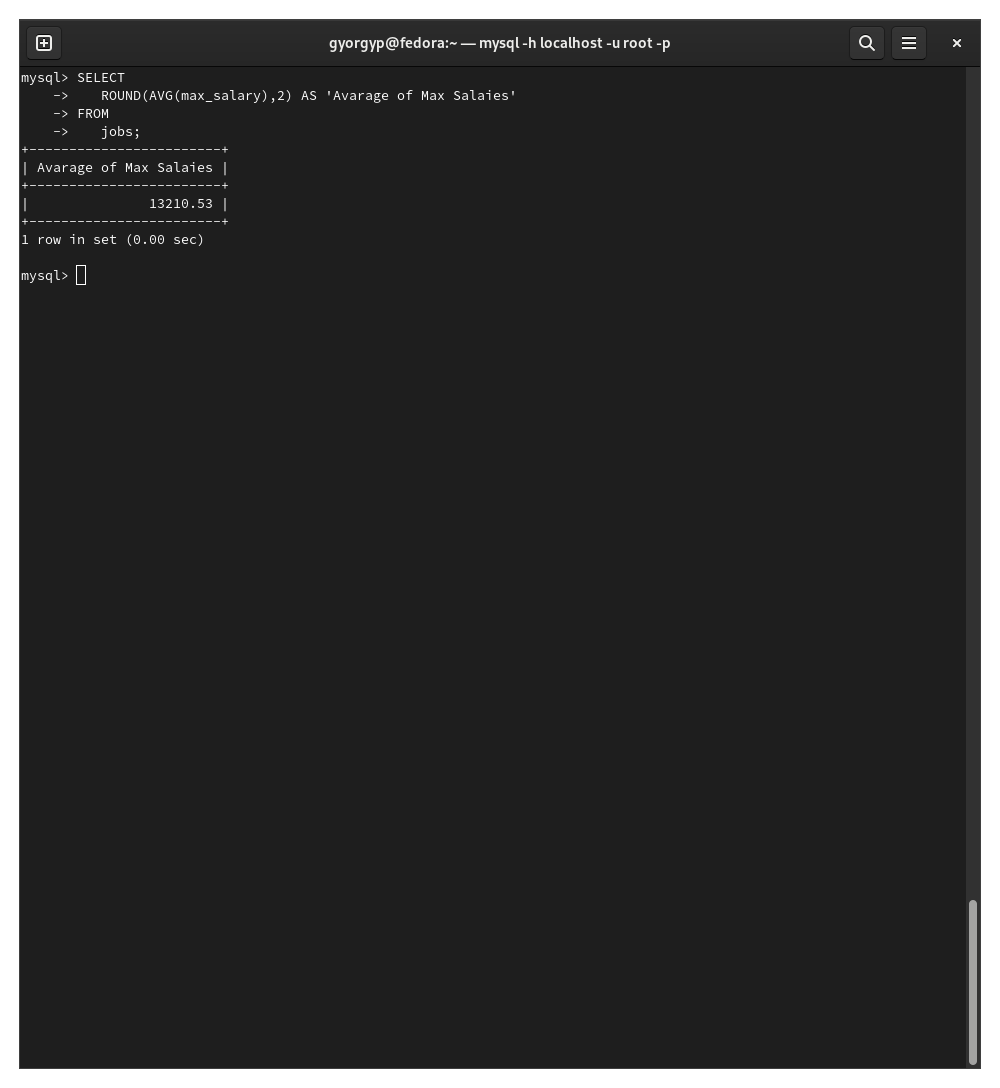 gyorgyp@fedora:~ — mysql -h localhost -u root -p
mysql> SELECT
    ->    ROUND(AVG(max_salary),2) AS 'Avarage of Max Salaies'
    -> FROM
    ->    jobs;
+------------------------+
| Avarage of Max Salaies |
+------------------------+
|               13210.53 |
+------------------------+
1 row in set (0.00 sec)
mysql>